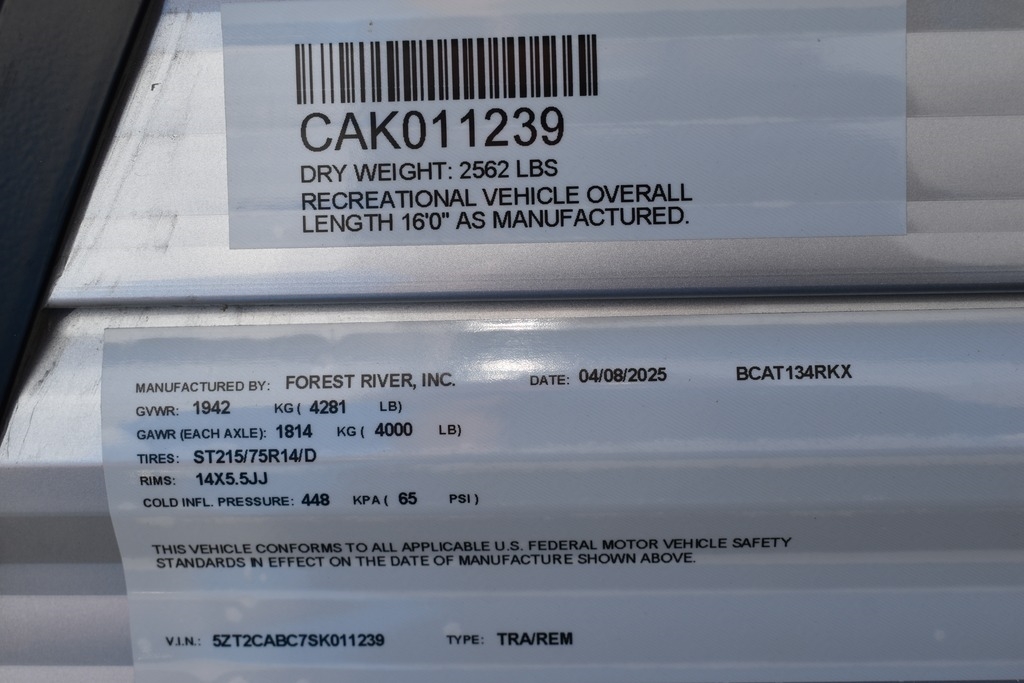 CAK011239
DRY WEIGHT: 2562 LBS
RECREATIONAL VEHICLE OVERALL
LENGTH 16'0" AS MANUFACTURED.
MANUFACTURED BY: FOREST RIVER, INC. DATE: 04/08/2025 BCAT134RKX
GVWR: 1942 KG ( 4281 LB)
GAWR (EACH AXLE): 1814 KG ( 4000 LB)
TIRES: ST215/75R14/D
RIMS: 14X5.5JJ
COLD INFL. PRESSURE: 448 KPA ( 65 PSI )
THIS VEHICLE CONFORMS TO ALL APPLICABLE U.S. FEDERAL MOTOR VEHICLE SAFETY
STANDARDS IN EFFECT ON THE DATE OF MANUFACTURE SHOWN ABOVE.
V.I.N.: 5ZT2CABC7SK011239 TYPE: TRA/REM